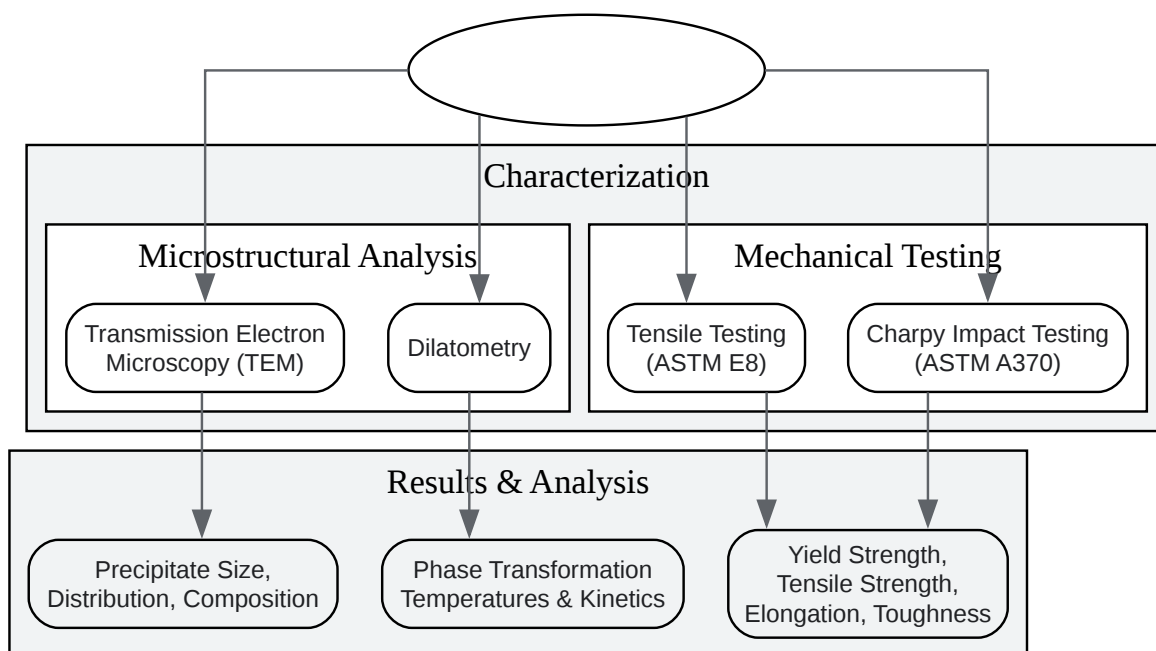 Characterization
Microstructural Analysis
Mechanical Testing
Transmission Electron
Microscopy (TEM)
Dilatometry
Tensile Testing
(ASTM E8)
Charpy Impact Testing
(ASTM A370)
Results & Analysis
Precipitate Size,
Distribution, Composition
Phase Transformation
Temperatures & Kinetics
Yield Strength,
Tensile Strength,
Elongation, Toughness